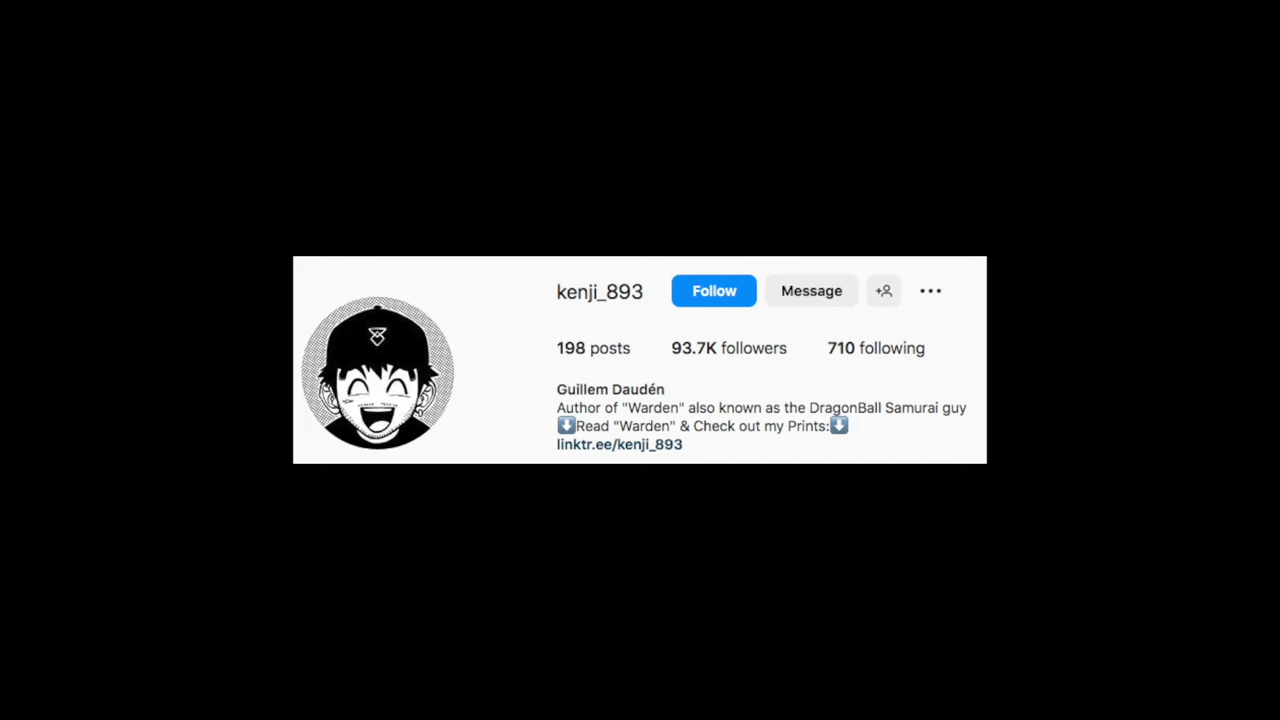 kenji_893 Follow Message
198 posts 93.7K followers 710 following
Guillem Daudén
Author of "Warden" also known as the DragonBall Samurai guy
⬇️Read "Warden" & Check out my Prints:⬇️
linktr.ee/kenji_893